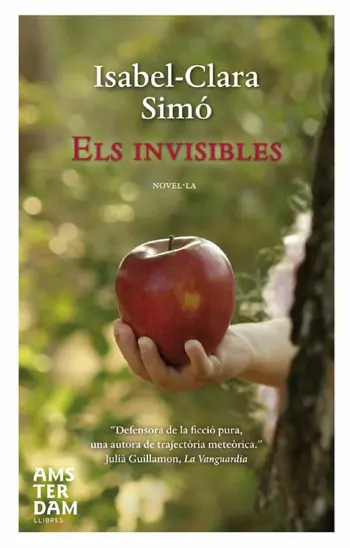 Isabel-Clara
Simó
ELS INVISIBLES
NOVEL·LA
“Defensora de la ficció pura,
una autora de trajectòria meteòrica.”
Julià Guillamon, La Vanguardia
AMS
TER
DAM
LLIBRES